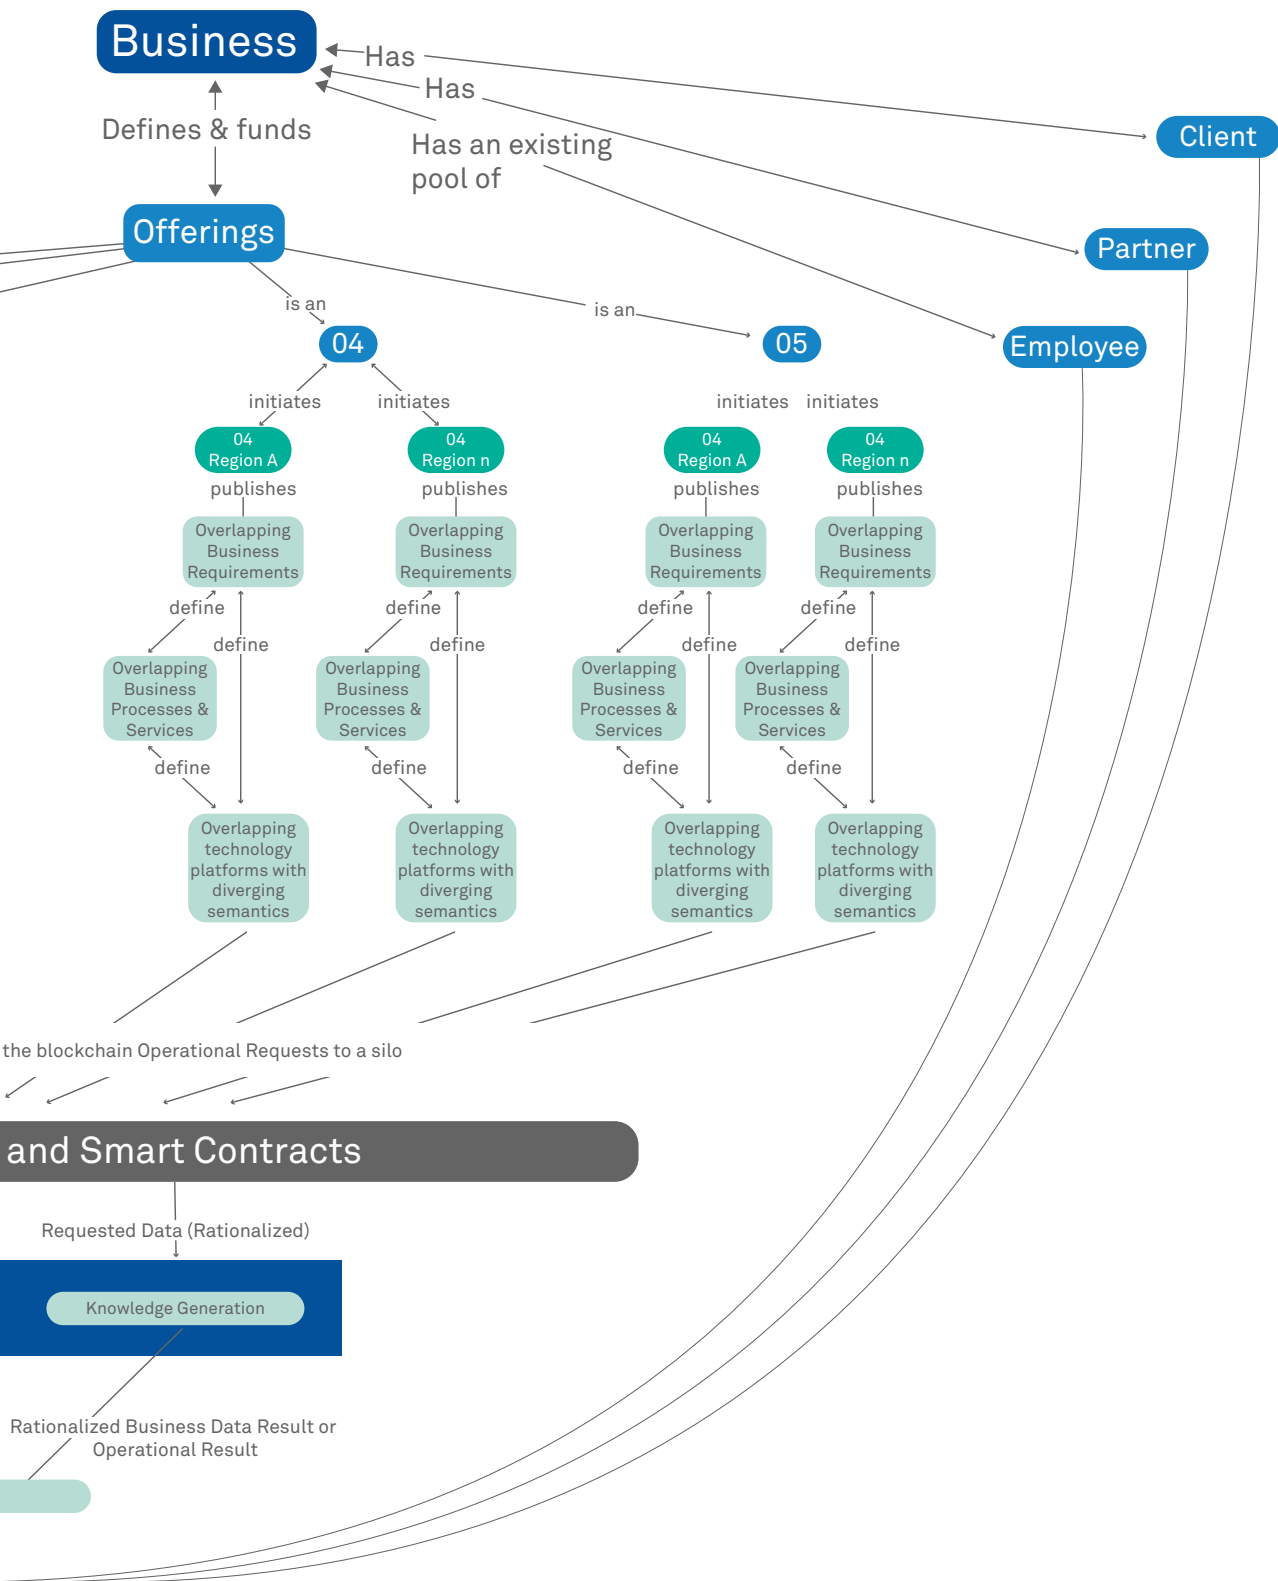 Business
Has
Has
Client
Defines & funds
Has an existing
pool of
Offerings
Partner
is an
is an
04
05
Employee
initiates
initiates
initiates
initiates
04
Region A
04
Region n
04
Region A
04
Region n
publishes
publishes
publishes
publishes
Overlapping
Business
Requirements
Overlapping
Business
Requirements
Overlapping
Business
Requirements
Overlapping
Business
Requirements
define
define
define
define
define
define
define
define
Overlapping
Business
Processes &
Services
Overlapping
Business
Processes &
Services
Overlapping
Business
Processes &
Services
Overlapping
Business
Processes &
Services
define
define
define
define
Overlapping
technology
platforms with
diverging
semantics
Overlapping
technology
platforms with
diverging
semantics
Overlapping
technology
platforms with
diverging
semantics
Overlapping
technology
platforms with
diverging
semantics
the blockchain Operational Requests to a silo
and Smart Contracts
Requested Data (Rationalized)
Knowledge Generation
Rationalized Business Data Result or
Operational Result